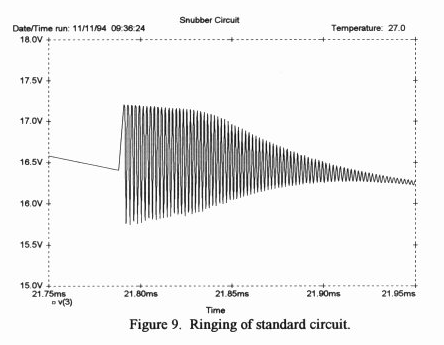 Snubber Circuit
Date/Time run: 11/11/94 09:36:24 Temperature: 27.0
18.0V
17.5V
17.0V
16.5V
16.0V
15.5V
15.0V
21.75ms 21.80ms 21.85ms 21.90ms 21.95ms
v(3)
Time
Figure 9. Ringing of standard circuit.